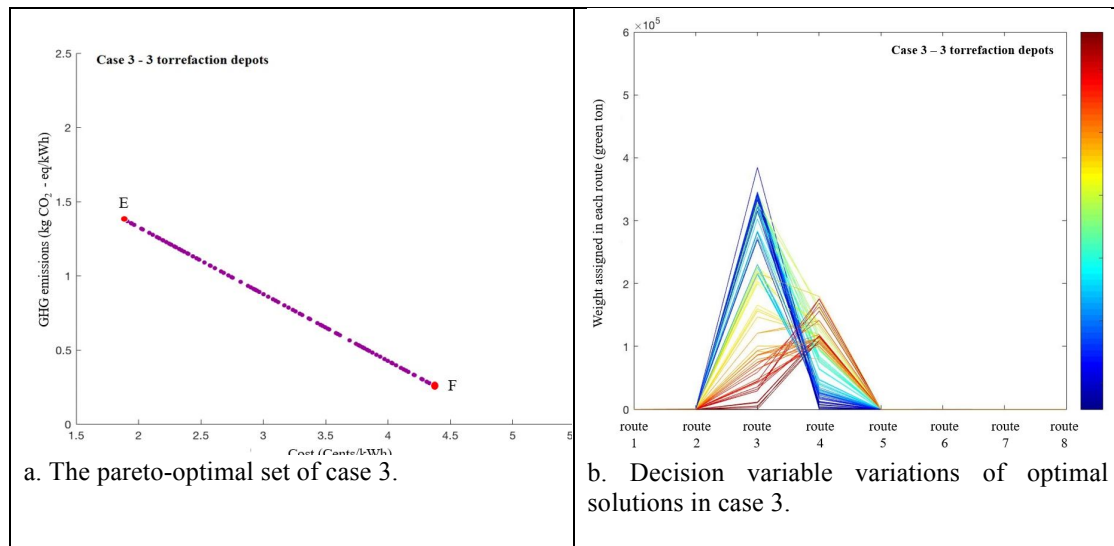 Case 3 - 3 torrefaction depots
2.5
2
1.5
1
0.5
0
GHG emissions (kg CO2 - eq/kWh)
E
F
1.5 2 2.5 3 3.5 4 4.5 5
Cost (Cents/kWh)
a. The pareto-optimal set of case 3.
×10^5
Case 3 – 3 torrefaction depots
6
5
4
3
2
1
0
Weight assigned in each route (green ton)
route route route route route route route route
1 2 3 4 5 6 7 8
b. Decision variable variations of optimal
solutions in case 3.